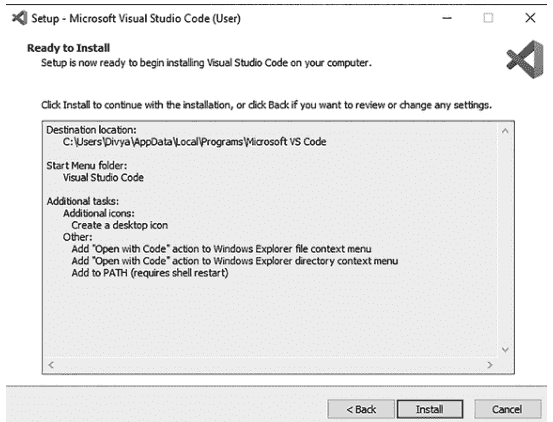 Setup - Microsoft Visual Studio Code (User)
Ready to Install
Setup is now ready to begin installing Visual Studio Code on your computer.
Click Install to continue with the installation, or click Back if you want to review or change any settings.
Destination location:
C:\Users\Divya\AppData\Local\Programs\Microsoft VS Code
Start Menu folder:
Visual Studio Code
Additional tasks:
Additional icons:
Create a desktop icon
Other:
Add "Open with Code" action to Windows Explorer file context menu
Add "Open with Code" action to Windows Explorer directory context menu
Add to PATH (requires shell restart)
< Back Install Cancel